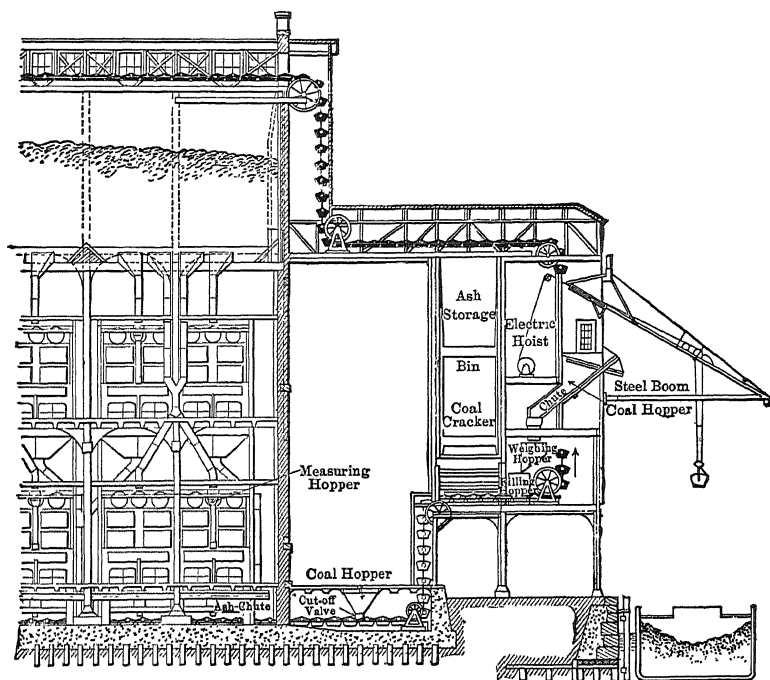 Ash
Storage
Electric
Hoist
Bin
Coal
Cracker
Chute
Steel Boom
Coal Hopper
Weighing
Hopper
Filling
Hopper
Measuring
Hopper
Coal Hopper
Cut-off
Valve
Ash-Chute